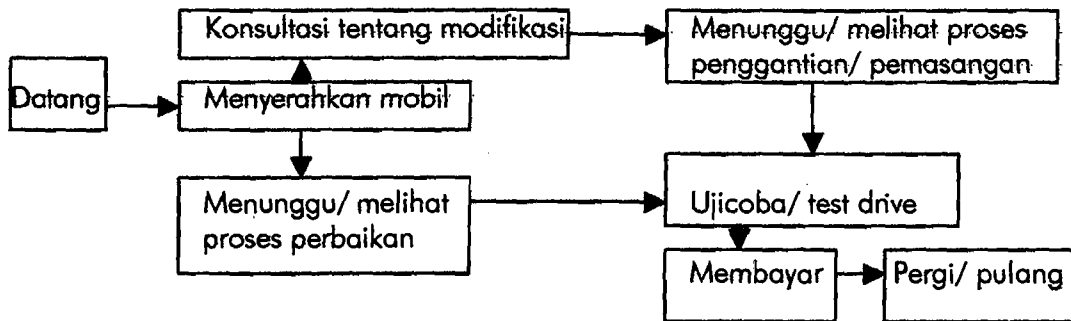 Konsultasi tentang modifikasi
Menunggu/ melihat proses
penggantian/ pemasangan
Datang
Menyerahkan mobil
Menunggu/ melihat
proses perbaikan
Ujicoba/ test drive
Membayar
Pergi/ pulang